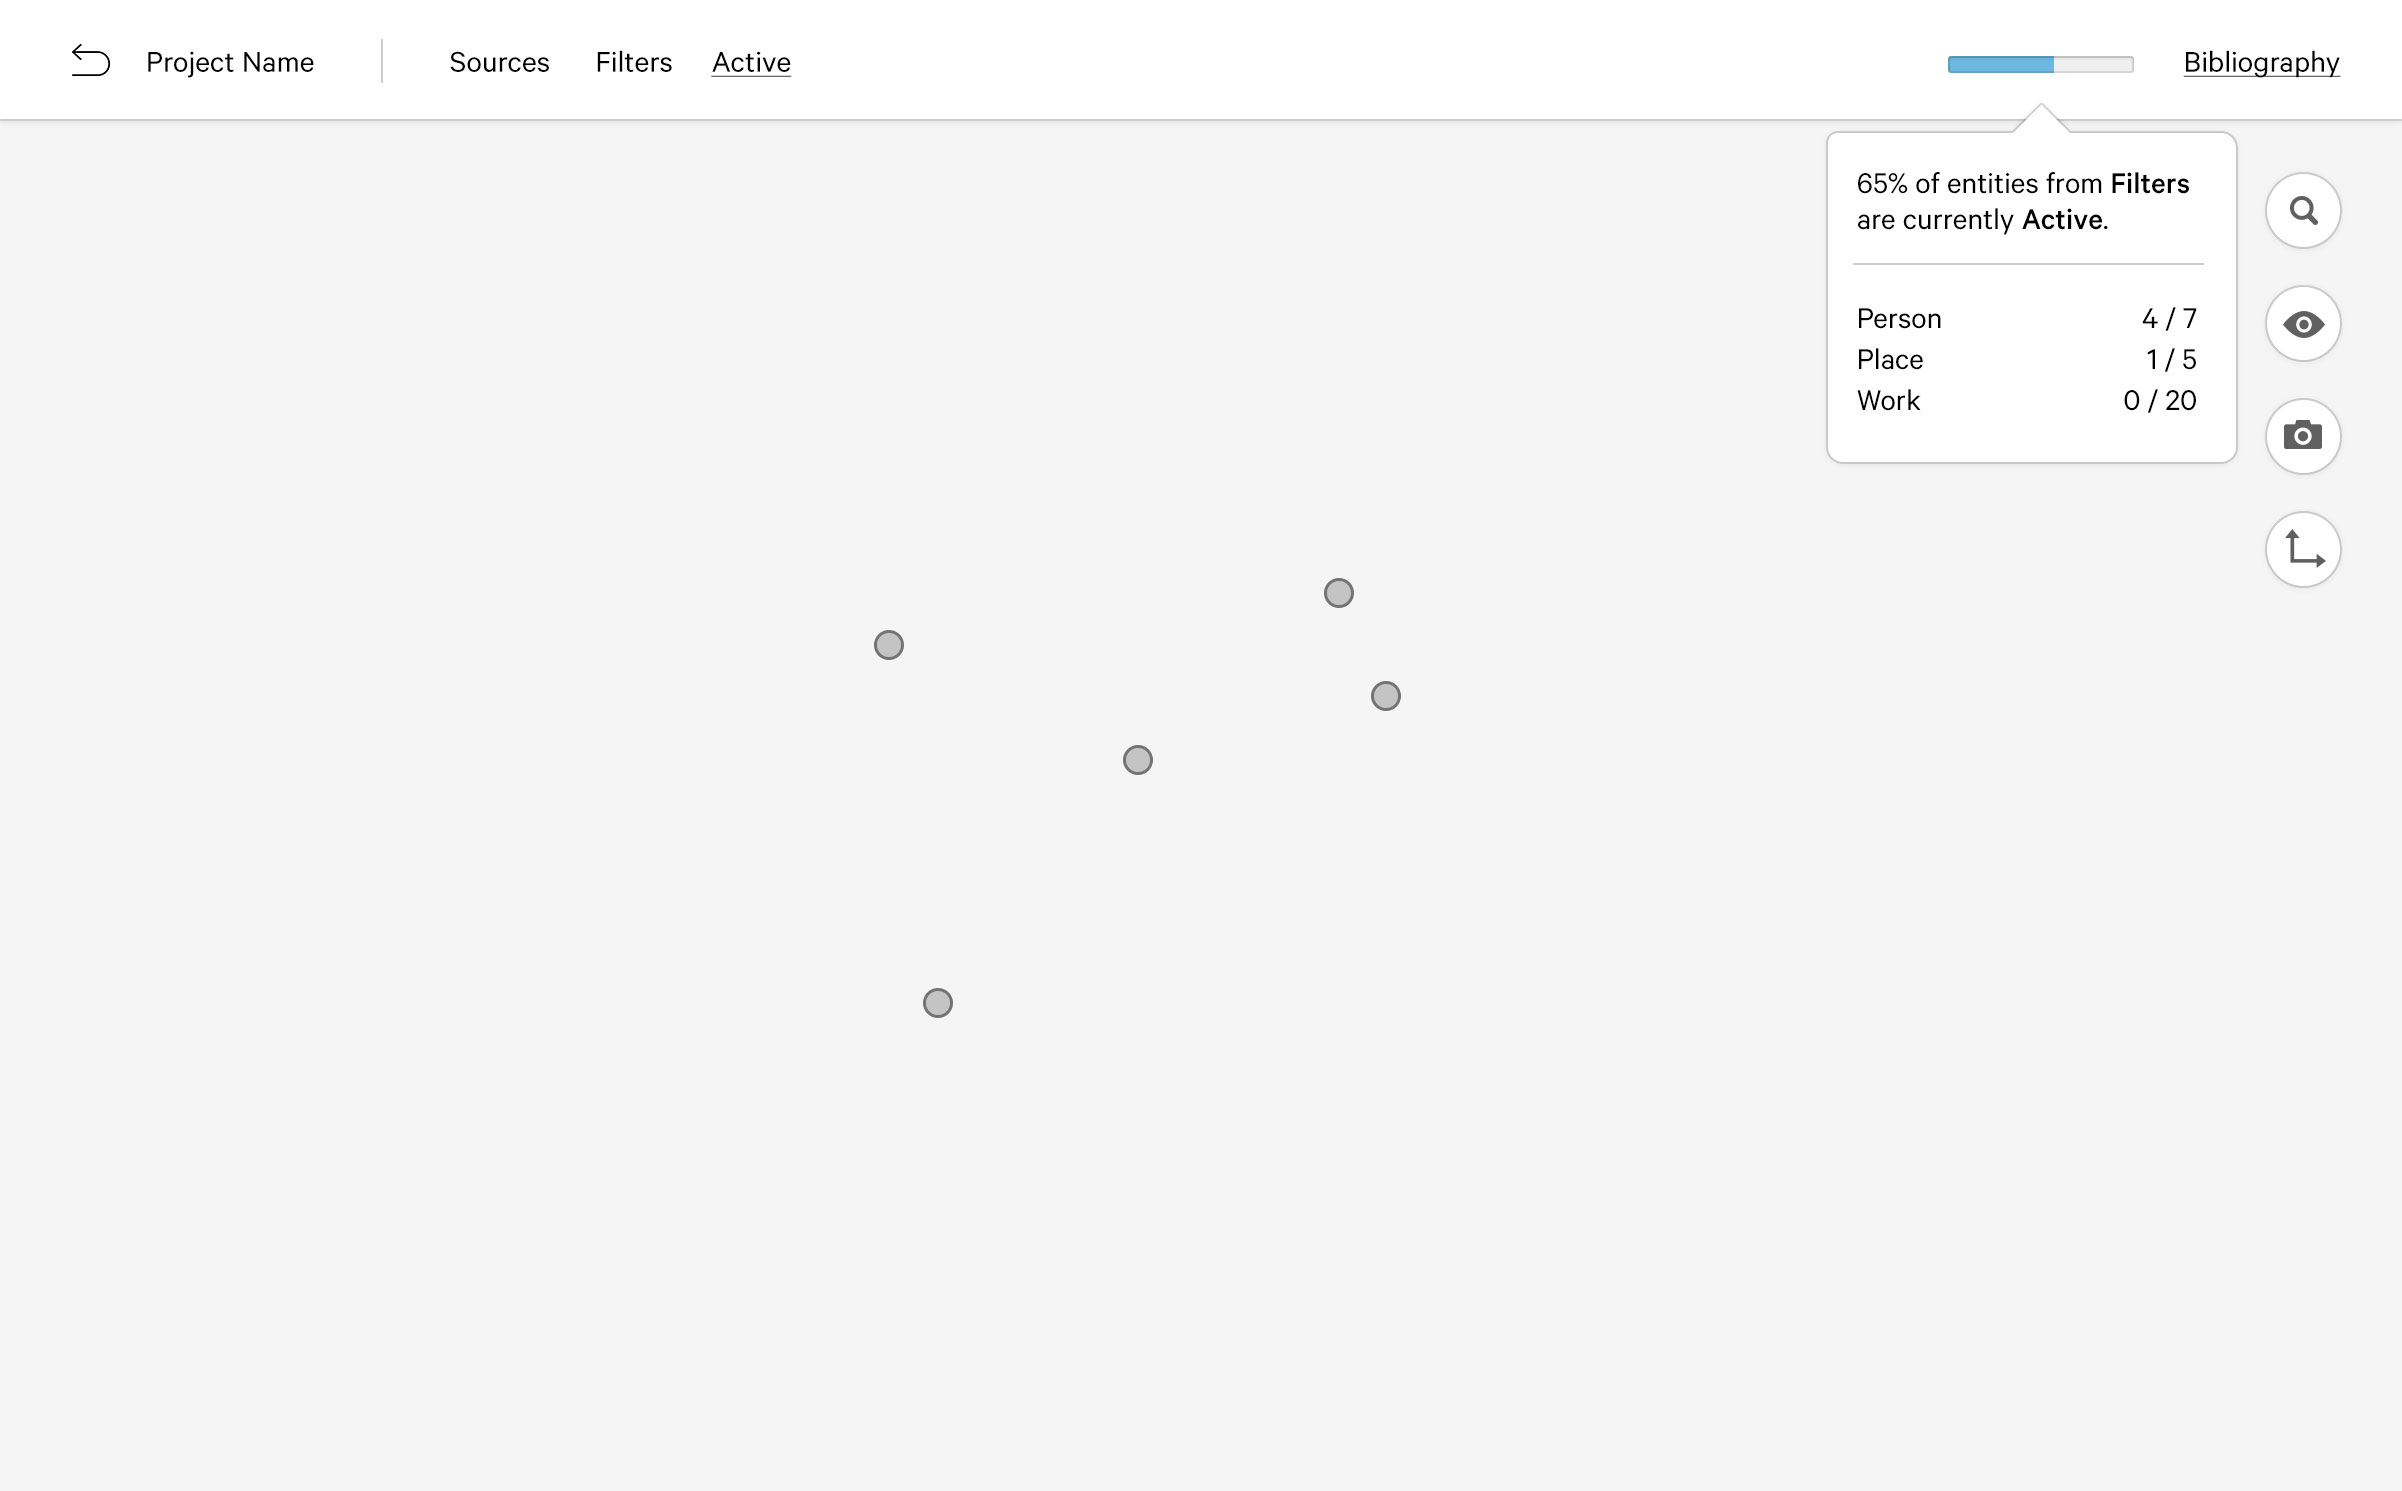 Project Name
Sources Filters Active
Bibliography
65% of entities from Filters
are currently Active.
Person 4 / 7
Place 1 / 5
Work 0 / 20